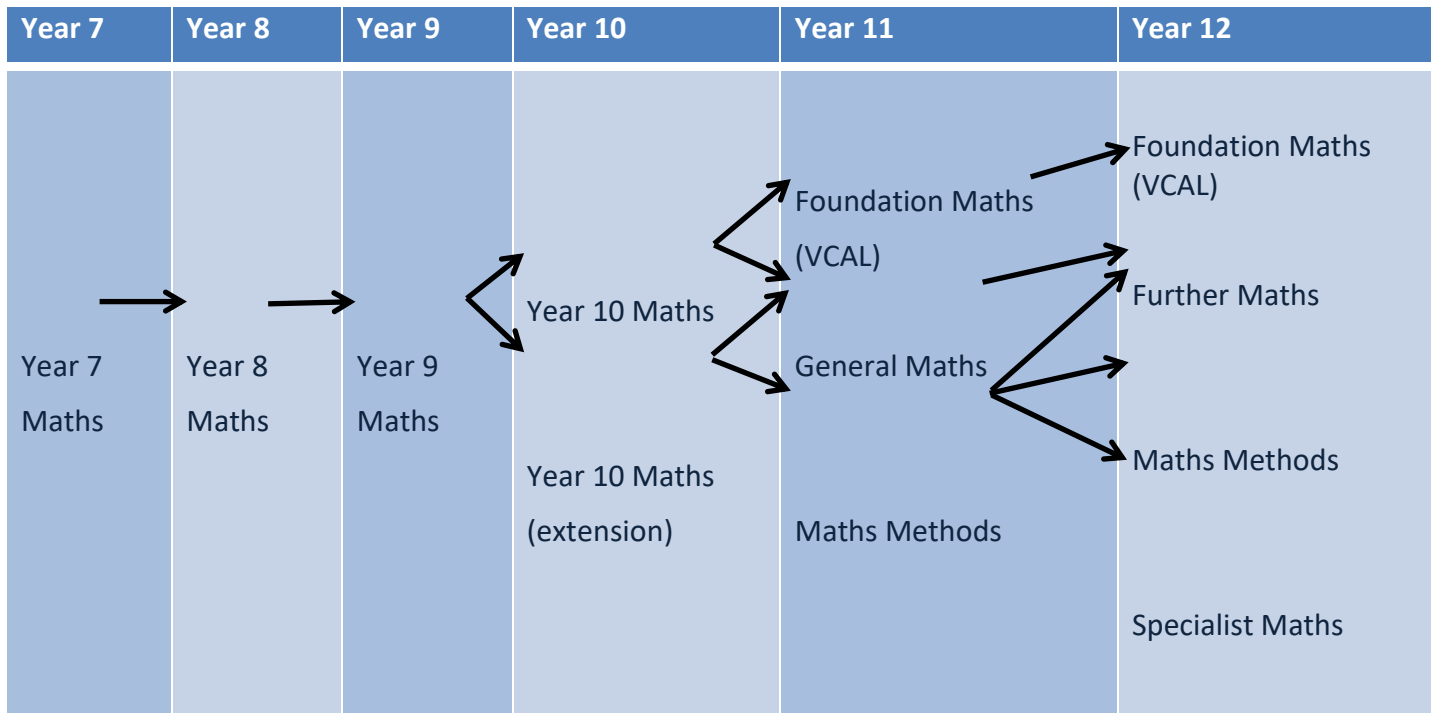 Year 7
Year 8
Year 9
Year 10
Year 11
Year 12
Year 7
Maths
Year 8
Maths
Year 9
Maths
Year 10 Maths
Year 10 Maths
(extension)
Foundation Maths
(VCAL)
General Maths
Maths Methods
Foundation Maths
(VCAL)
Further Maths
Maths Methods
Specialist Maths